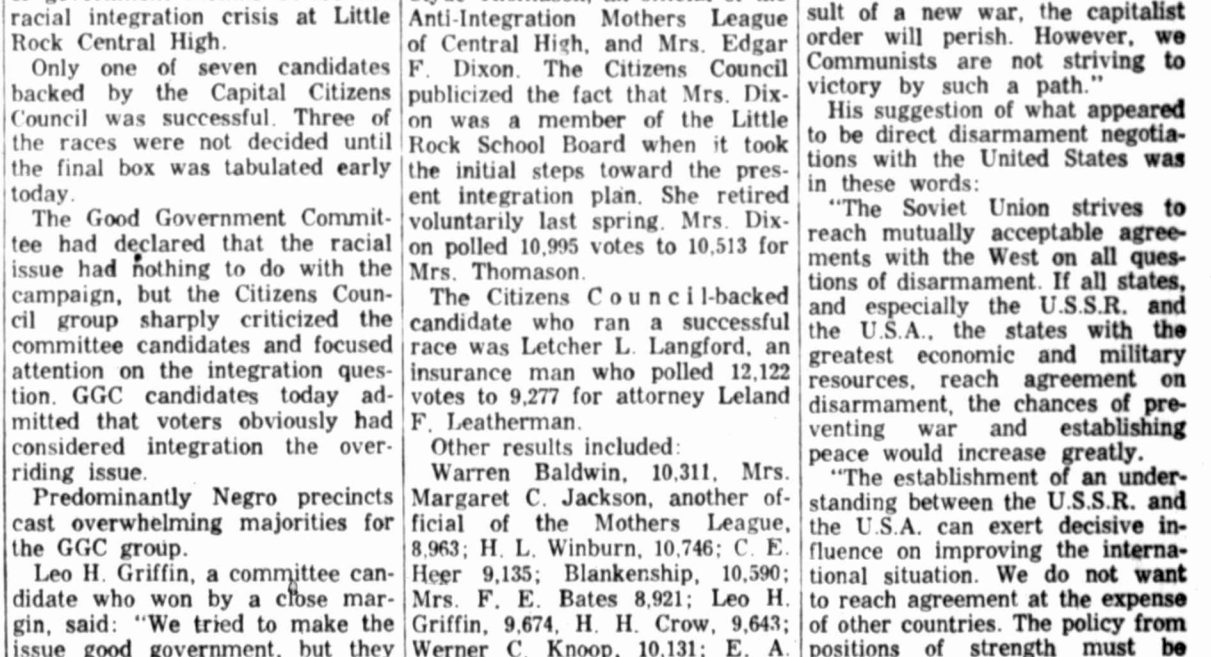 racial integration crisis at Little
Rock Central High.
Only one of seven candidates
backed by the Capital Citizens
Council was successful. Three of
the races were not decided until
the final box was tabulated early
today.
The Good Government Commit-
tee had declared that the racial
issue had nothing to do with the
campaign, but the Citizens Coun-
cil group sharply criticized the
committee candidates and focused
attention on the integration ques-
tion. GGC candidates today ad-
mitted that voters obviously had
considered integration the over-
riding issue.
Predominantly Negro precincts
cast overwhelming majorities for
the GGC group.
Leo H. Griffin, a committee can-
didate who won by a close mar-
gin, said: "We tried to make the
issue good government, but they
Anti-Integration Mothers League
of Central High, and Mrs. Edgar
F. Dixon. The Citizens Council
publicized the fact that Mrs. Dix-
on was a member of the Little
Rock School Board when it took
the initial steps toward the pres-
ent integration plan. She retired
voluntarily last spring. Mrs. Dix-
on polled 10,995 votes to 10,513 for
Mrs. Thomason.
The Citizens Council-backed
candidate who ran a successful
race was Letcher L. Langford, an
insurance man who polled 12,122
votes to 9,277 for attorney Leland
F. Leatherman.
Other results included:
Warren Baldwin, 10,311, Mrs.
Margaret C. Jackson, another of-
ficial of the Mothers League,
8,963; H. L. Winburn, 10,746; C. E.
Heer 9,135; Blankenship, 10,590;
Mrs. F. E. Bates 8,921; Leo H.
Griffin, 9,674, H. H. Crow, 9,643;
Werner C. Knoop, 10,131; E. A.
sult of a new war, the capitalist
order will perish. However, we
Communists are not striving to
victory by such a path."
His suggestion of what appeared
to be direct disarmament negotia-
tions with the United States was
in these words:
"The Soviet Union strives to
reach mutually acceptable agree-
ments with the West on all ques-
tions of disarmament. If all states,
and especially the U.S.S.R. and
the U.S.A., the states with the
greatest economic and military
resources, reach agreement on
disarmament, the chances of pre-
venting war and establishing
peace would increase greatly.
"The establishment of an under-
standing between the U.S.S.R. and
the U.S.A. can exert decisive in-
fluence on improving the interna-
tional situation. We do not want
to reach agreement at the expense
of other countries. The policy from
positions of strength must be